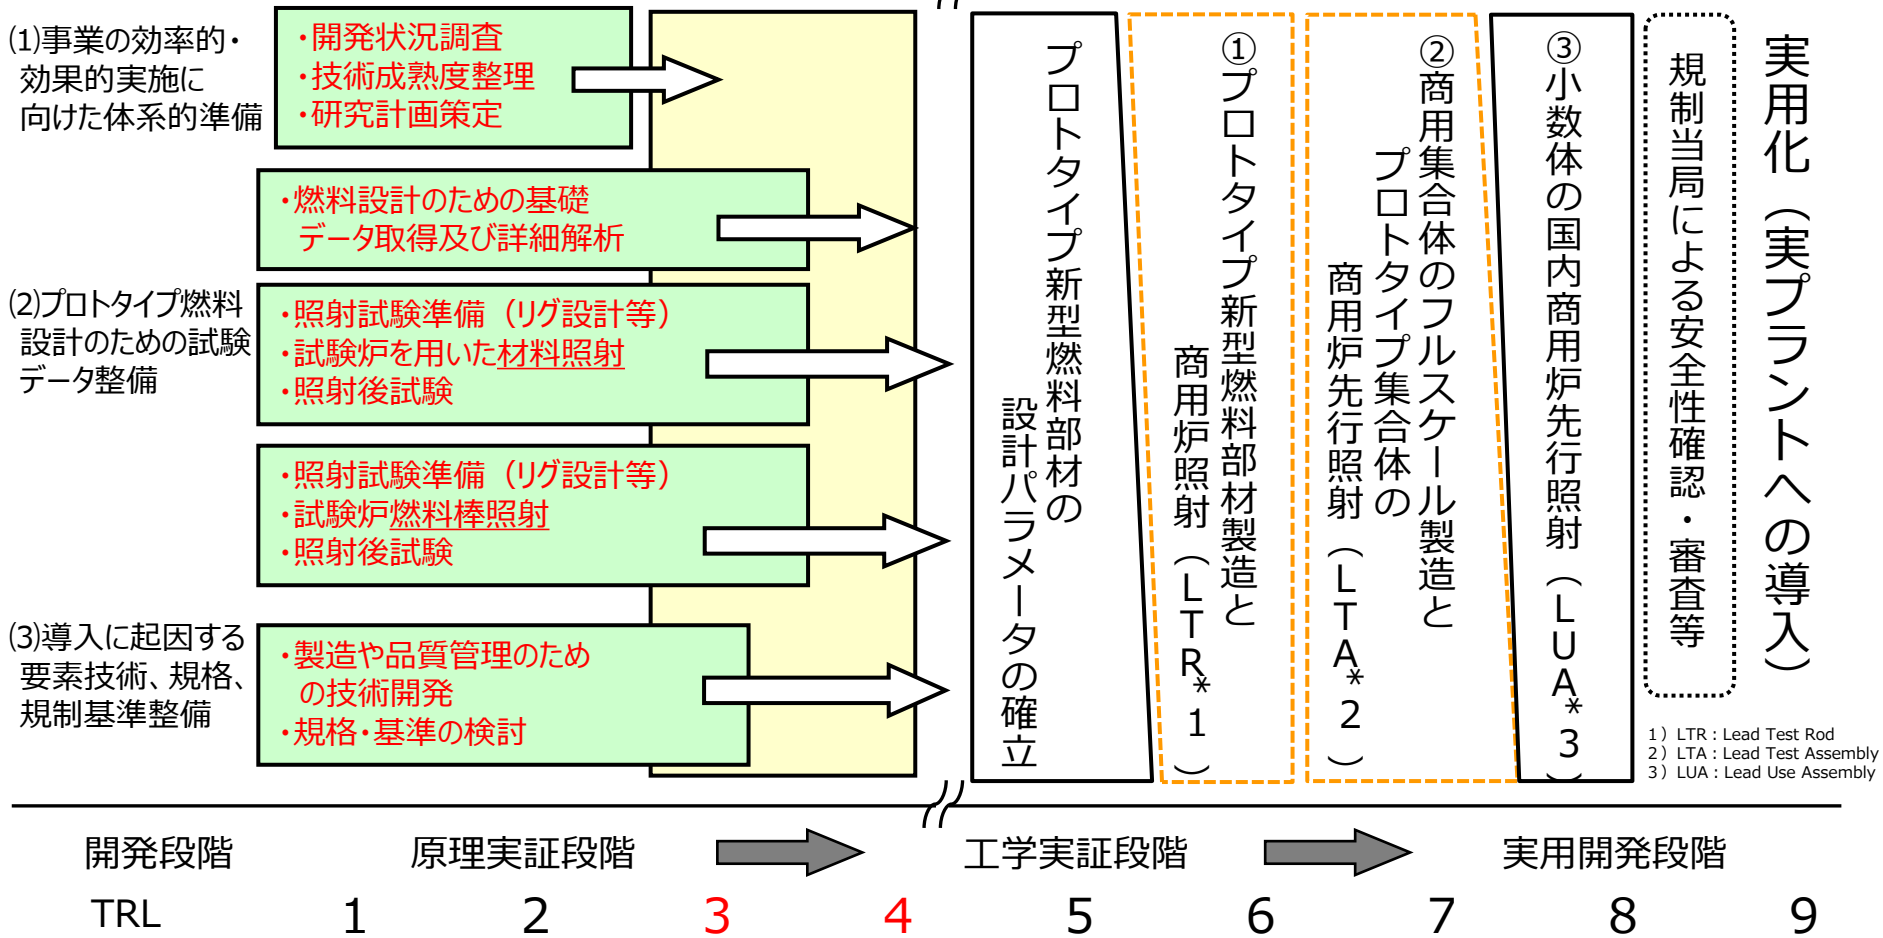 ⑴事業の効率的・
効果的実施に
向けた体系的準備
・開発状況調査
・技術成熟度整理
・研究計画策定
・燃料設計のための基礎
データ取得及び詳細解析
⑵プロトタイプ燃料
設計のための試験
データ整備
・照射試験準備（リグ設計等）
・試験炉を用いた材料照射
・照射後試験
・照射試験準備（リグ設計等）
・試験炉燃料棒照射
・照射後試験
⑶導入に起因する
要素技術、規格、
規制基準整備
・製造や品質管理のため
の技術開発
・規格・基準の検討
プロトタイプ新型燃料部材の
設計パラメータの確立
①プロトタイプ新型燃料部材製造と
商用炉照射（LTR*1）
②商用集合体のフルスケール製造と
プロトタイプ集合体の
商用炉先行照射（LTA*2）
③小数体の国内商用炉先行照射（LUA*3）
規制当局による安全性確認・審査等
実用化（実プラントへの導入）
1）LTR : Lead Test Rod
2）LTA : Lead Test Assembly
3）LUA : Lead Use Assembly
開発段階 原理実証段階 工学実証段階 実用開発段階
TRL 1 2 3 4 5 6 7 8 9